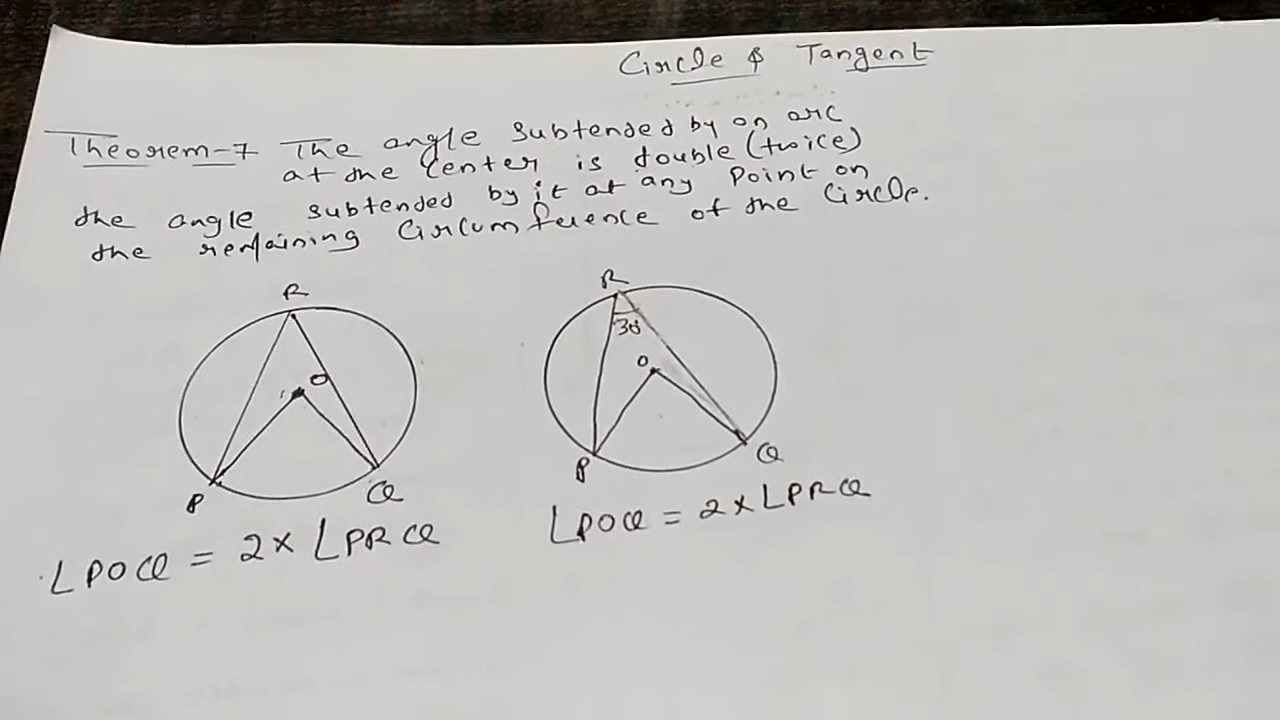 Circle & Tangent
Theorem-7 The angle subtended by an arc
at the center is double (twice)
the angle subtended by it at any point on
the remaining circumference of the circle.
R
R
30
O
O
P
Q
P
Q
∠POQ = 2 × ∠PRQ
∠POQ = 2 × ∠PRQ